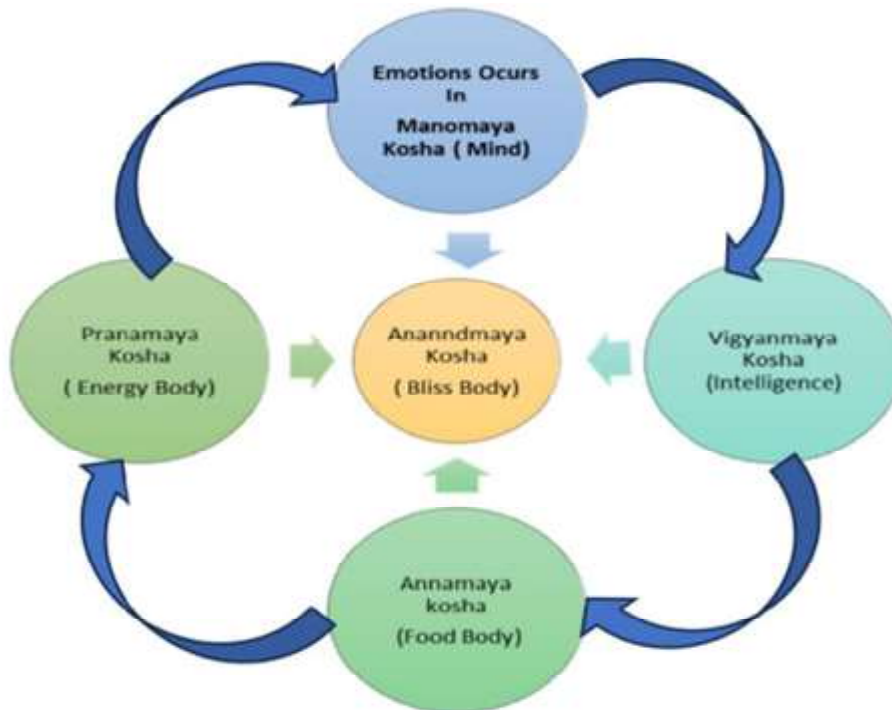 Emotions Ocurs
In
Manomaya
Kosha ( Mind)
Pranamaya
Kosha
( Energy Body)
Ananndmaya
Kosha
( Bliss Body)
Vigyanmaya
Kosha
(Intelligence)
Annamaya
kosha
(Food Body)